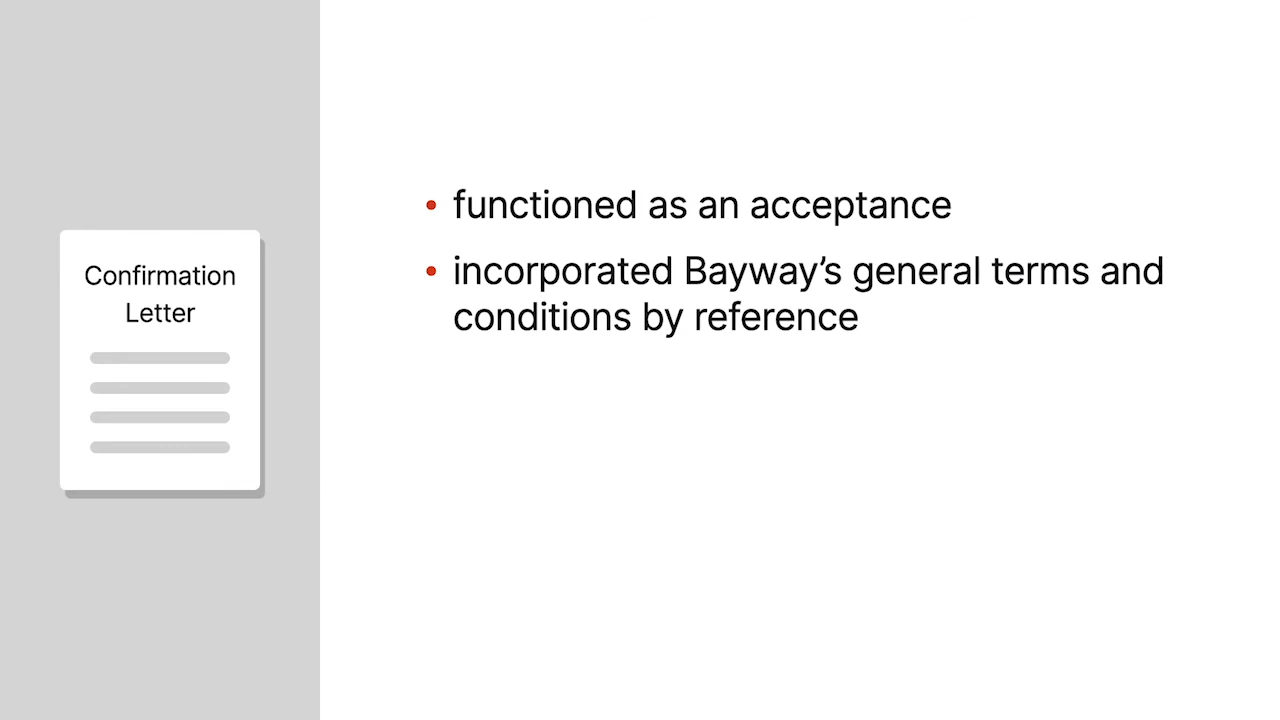 Confirmation
Letter
• functioned as an acceptance
• incorporated Bayway’s general terms and
conditions by reference